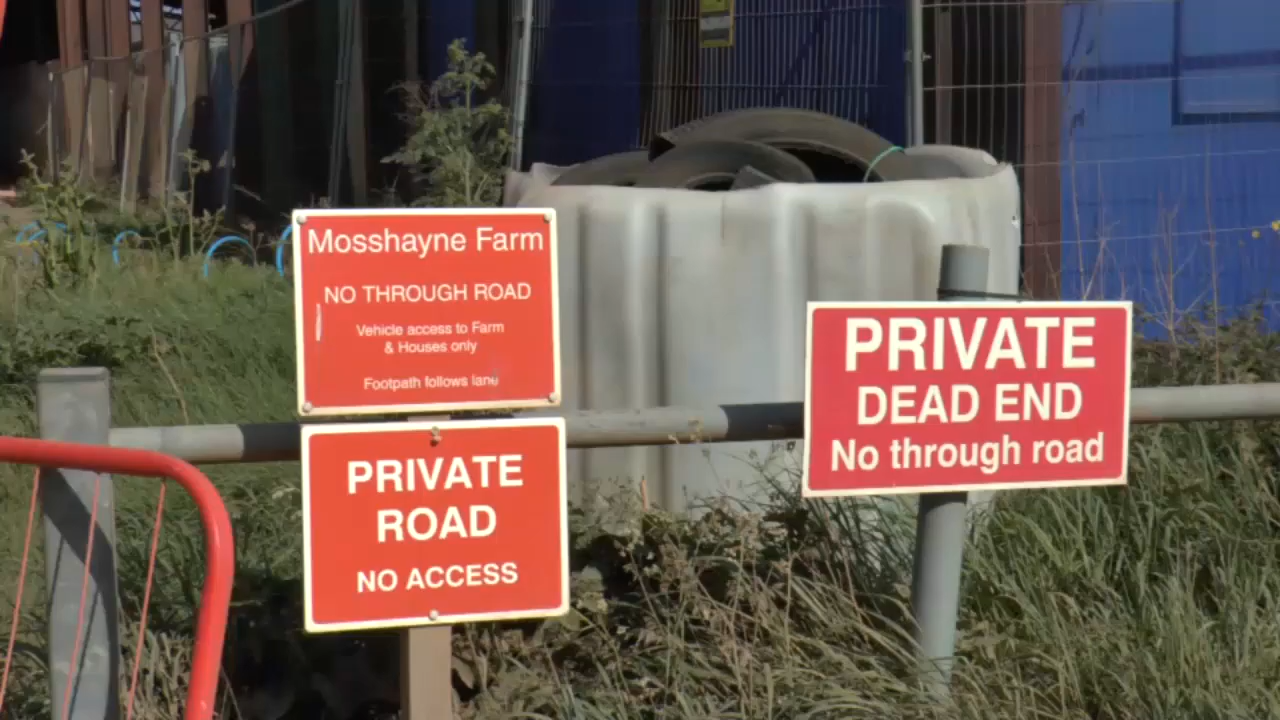 Mosshayne Farm
NO THROUGH ROAD
Vehicle access to Farm
& Houses only
Footpath follows lane
PRIVATE
ROAD
NO ACCESS
PRIVATE
DEAD END
No through road